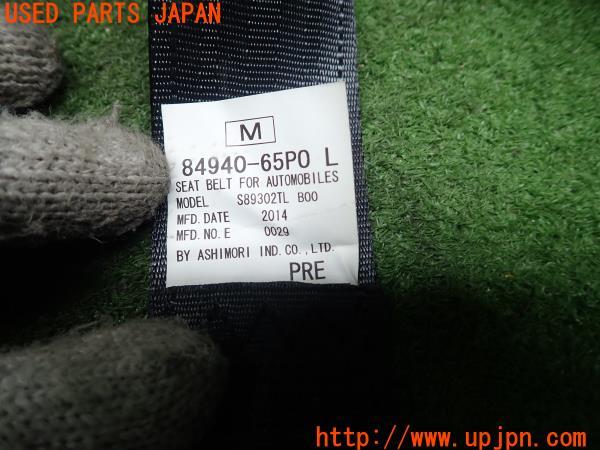 USED PARTS JAPAN
M
84940-65P0 L
SEAT BELT FOR AUTOMOBILES
MODEL S89302TL B00
MFD.DATE 2014
MFD.NO.E 0029
BY ASHIMORI IND.CO.,LTD.
PRE
http://www.upjpn.com